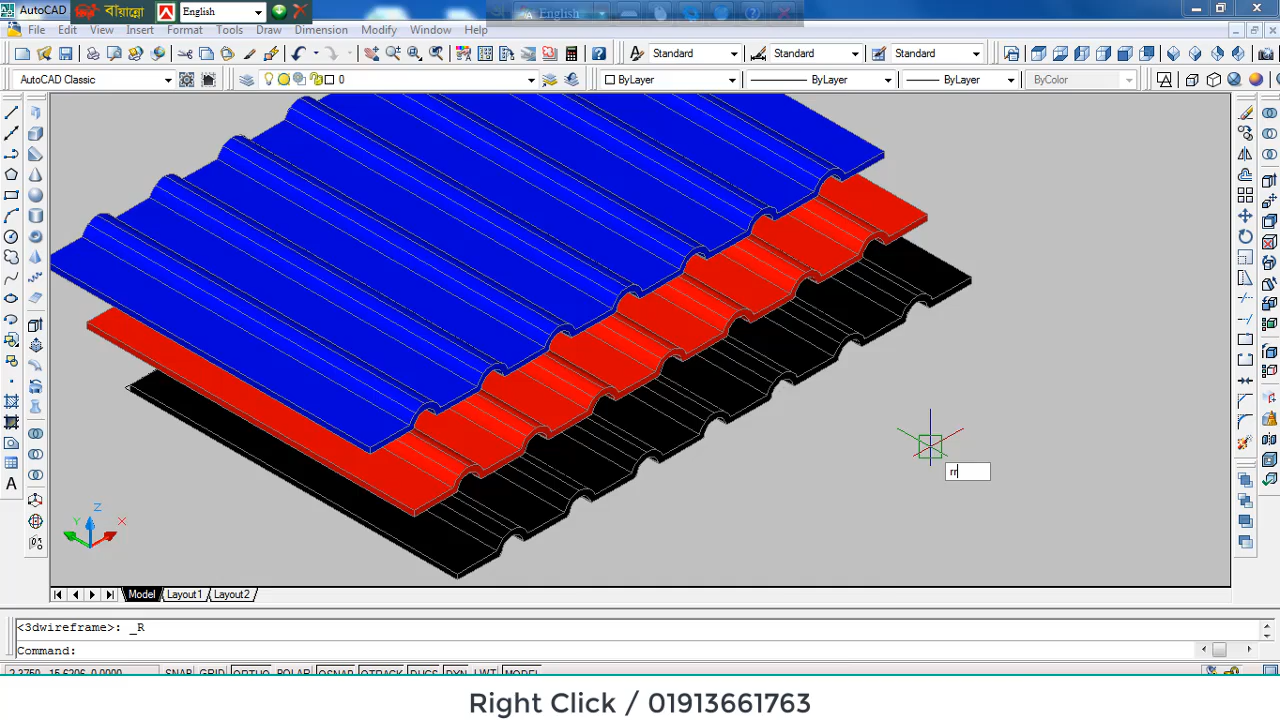 AutoCAD
বায়ান্নো
English
English
File Edit View Insert Format Tools Draw Dimension Modify Window Help
Standard Standard Standard
AutoCAD Classic 0 ByLayer ByLayer ByLayer ByColor
rr
Z
Y X
Model Layout1 Layout2
<3dwireframe>: _R
Command:
SNAP GRID ORTHO POLAR OSNAP OTRACK DUCS DYN LWT MODEL
Right Click / 01913661763